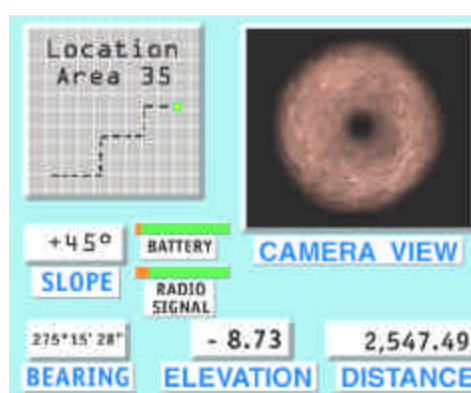 Location
Area 35
+45°
BATTERY
CAMERA VIEW
SLOPE
RADIO
SIGNAL
275°15'28"
- 8.73
2,547.49
BEARING
ELEVATION
DISTANCE